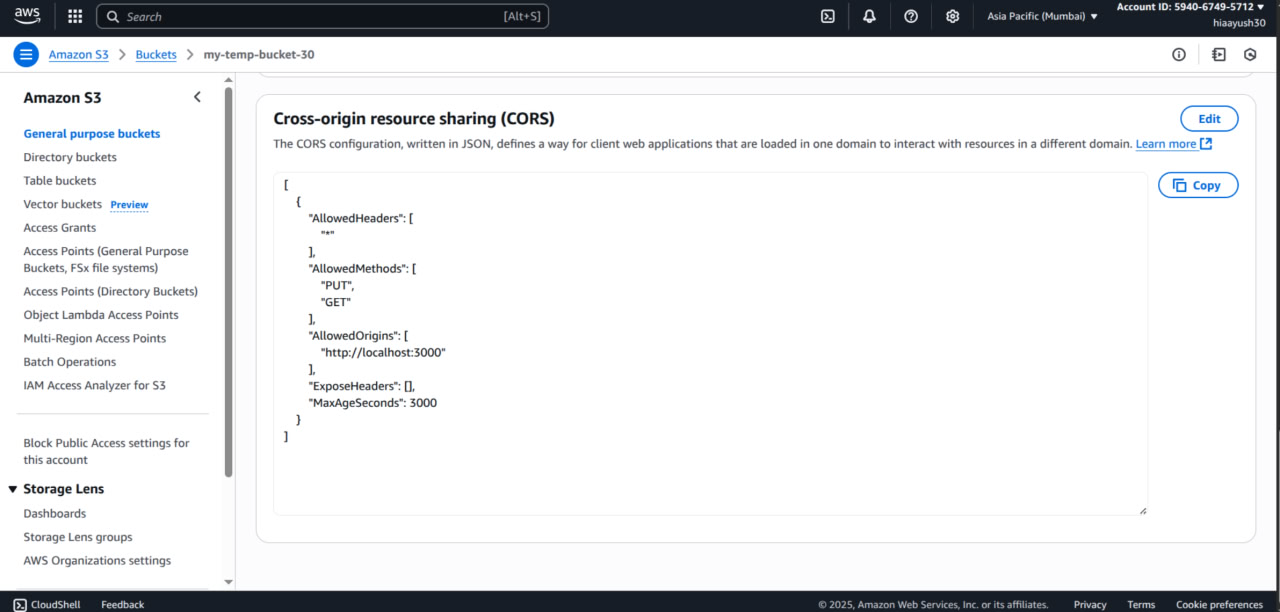 aws
Search
[Alt+S]
Asia Pacific (Mumbai)
Account ID: 5940-6749-5712
hiaayush30
Amazon S3
Buckets
my-temp-bucket-30
Amazon S3
General purpose buckets
Directory buckets
Table buckets
Vector buckets Preview
Access Grants
Access Points (General Purpose
Buckets, FSx file systems)
Access Points (Directory Buckets)
Object Lambda Access Points
Multi-Region Access Points
Batch Operations
IAM Access Analyzer for S3
Block Public Access settings for
this account
Storage Lens
Dashboards
Storage Lens groups
AWS Organizations settings
Cross-origin resource sharing (CORS)
Edit
The CORS configuration, written in JSON, defines a way for client web applications that are loaded in one domain to interact with resources in a different domain. Learn more
Copy
[
{
"AllowedHeaders": [
"*"
],
"AllowedMethods": [
"PUT",
"GET"
],
"AllowedOrigins": [
"http://localhost:3000"
],
"ExposeHeaders": [],
"MaxAgeSeconds": 3000
}
]
CloudShell
Feedback
© 2025, Amazon Web Services, Inc. or its affiliates.
Privacy
Terms
Cookie preferences